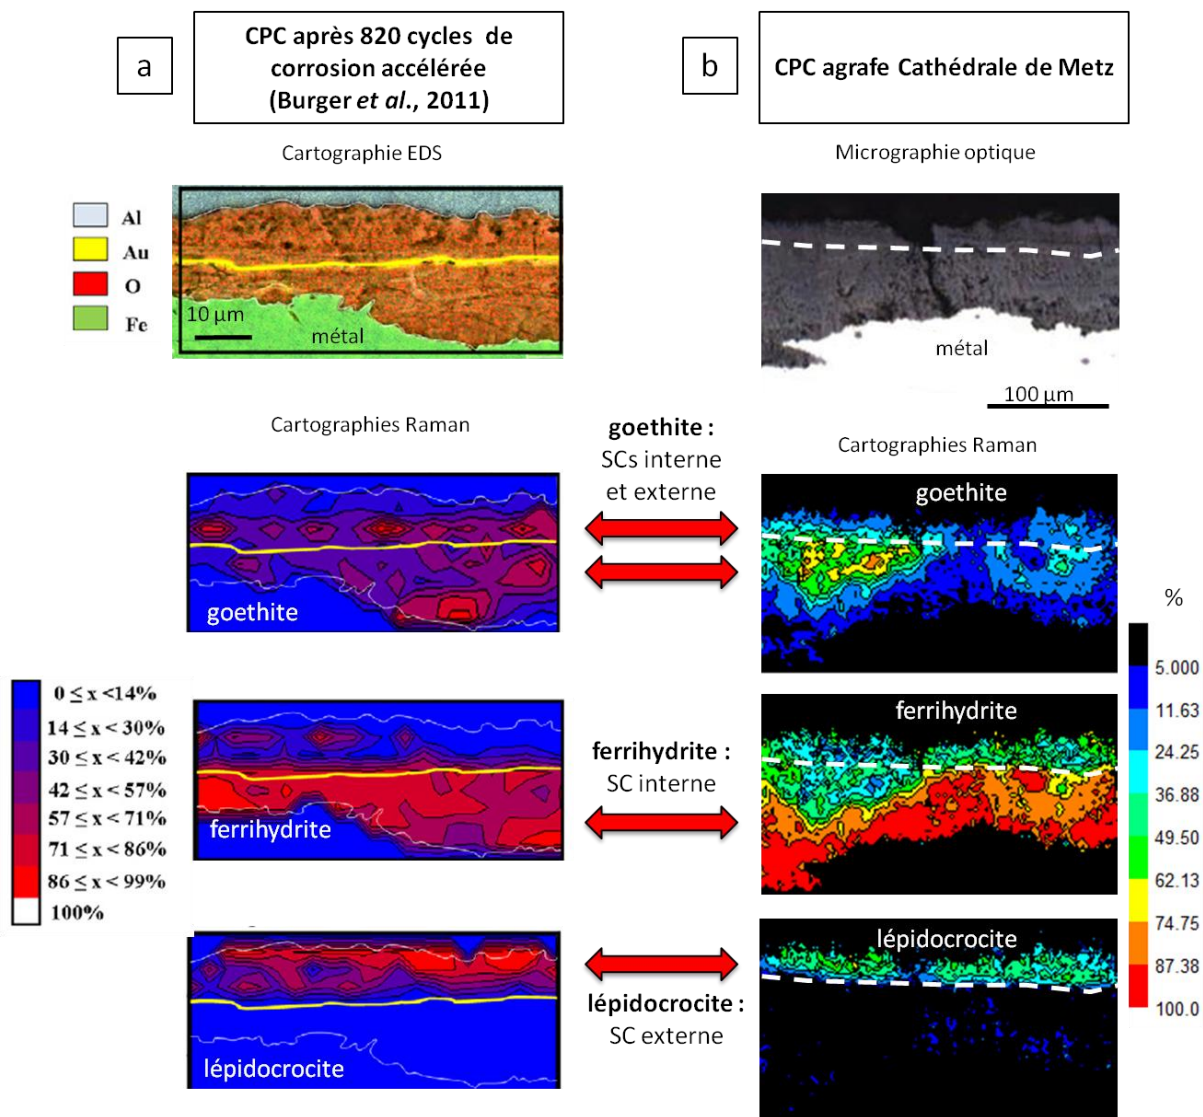 a
CPC après 820 cycles de
corrosion accélérée
(Burger et al., 2011)
b
CPC agrafe Cathédrale de Metz
Cartographie EDS
Micrographie optique
Al
Au
O
Fe
10 µm
métal
métal
100 µm
Cartographies Raman
goethite :
SCs interne
et externe
Cartographies Raman
goethite
goethite
%
0 ≤ x <14%
14 ≤ x < 30%
30 ≤ x < 42%
42 ≤ x < 57%
57 ≤ x < 71%
71 ≤ x < 86%
86 ≤ x < 99%
100%
ferrihydrite
ferrihydrite :
SC interne
ferrihydrite
5.000
11.63
24.25
36.88
49.50
62.13
74.75
87.38
100.0
lépidocrocite
lépidocrocite :
SC externe
lépidocrocite